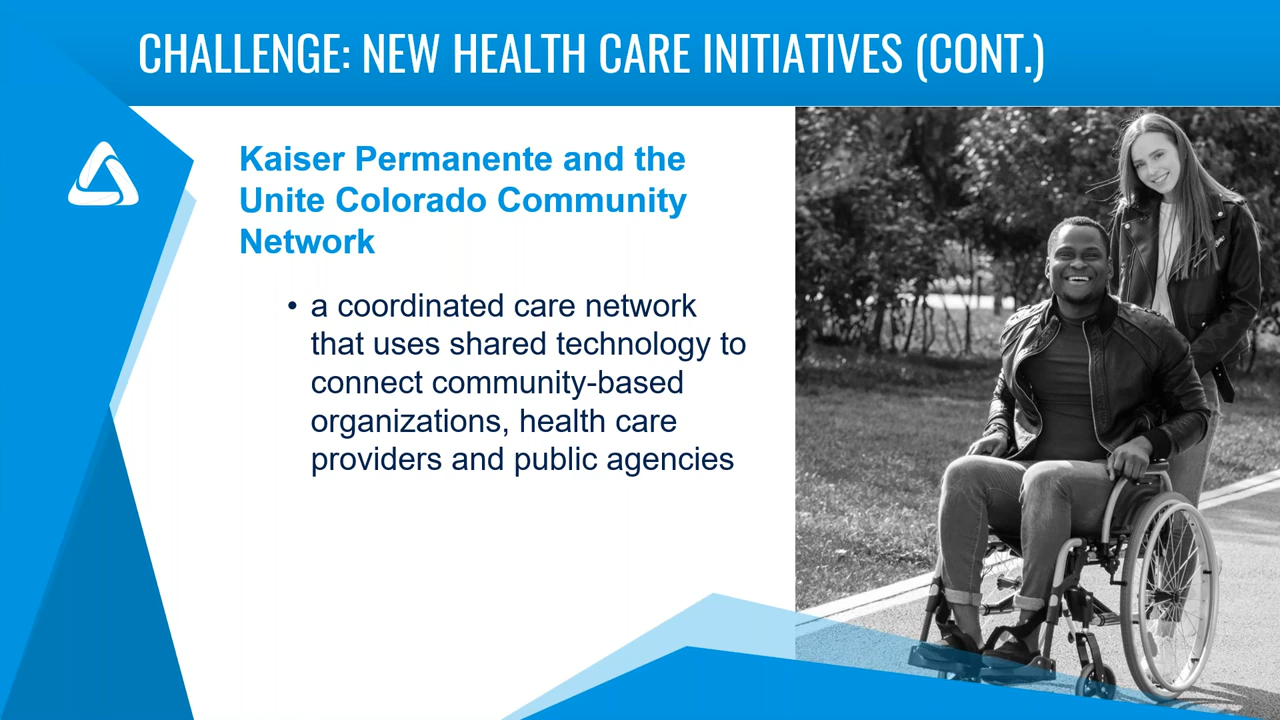 CHALLENGE: NEW HEALTH CARE INITIATIVES (CONT.)
Kaiser Permanente and the
Unite Colorado Community
Network
• a coordinated care network
that uses shared technology to
connect community-based
organizations, health care
providers and public agencies